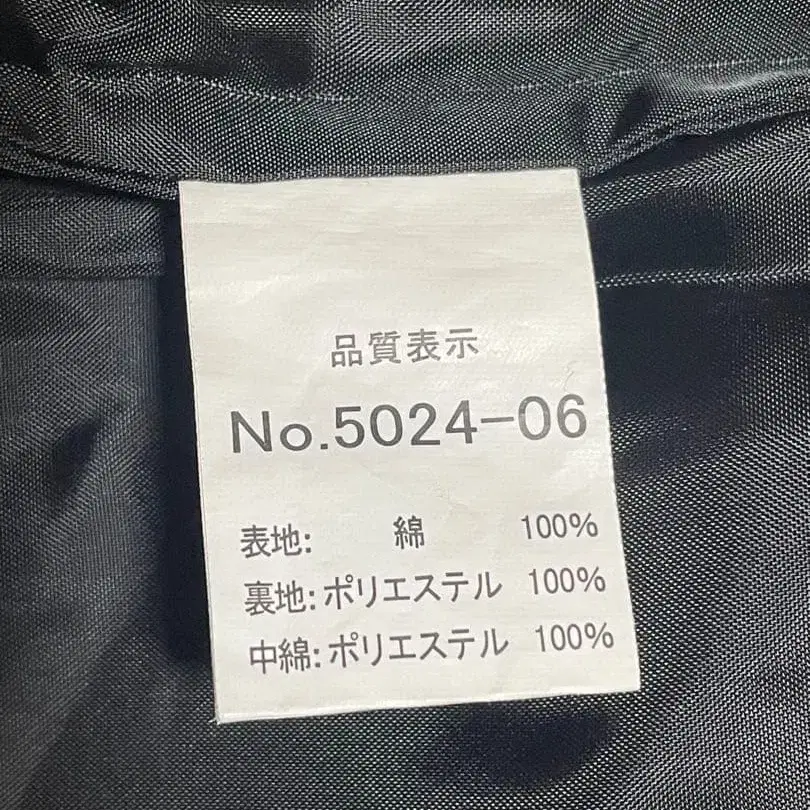 品質表示
No.5024-06
表地: 綿 100%
裏地:ポリエステル 100%
中綿:ポリエステル 100%